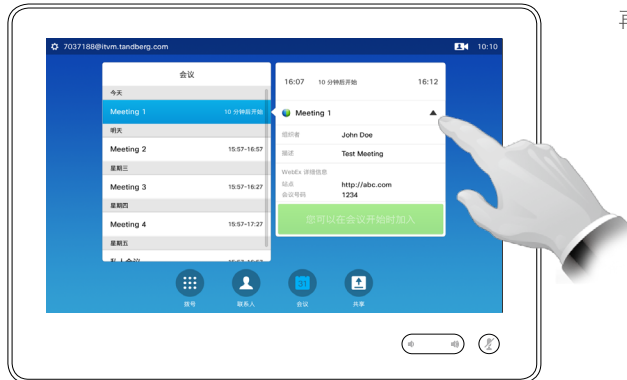 7037188@itvm.tandberg.com
10:10
会议
今天
Meeting 1 10 分钟后开始
明天
Meeting 2 15:57-16:57
星期三
Meeting 3 15:57-16:27
星期四
Meeting 4 15:57-17:27
星期五
16:07 10 分钟后开始 16:12
Meeting 1
组织者 John Doe
描述 Test Meeting
WebEx 详细信息
站点 http://abc.com
会议号码 1234
您可以在会议开始时加入
拨号
联系人
31
会议
共享